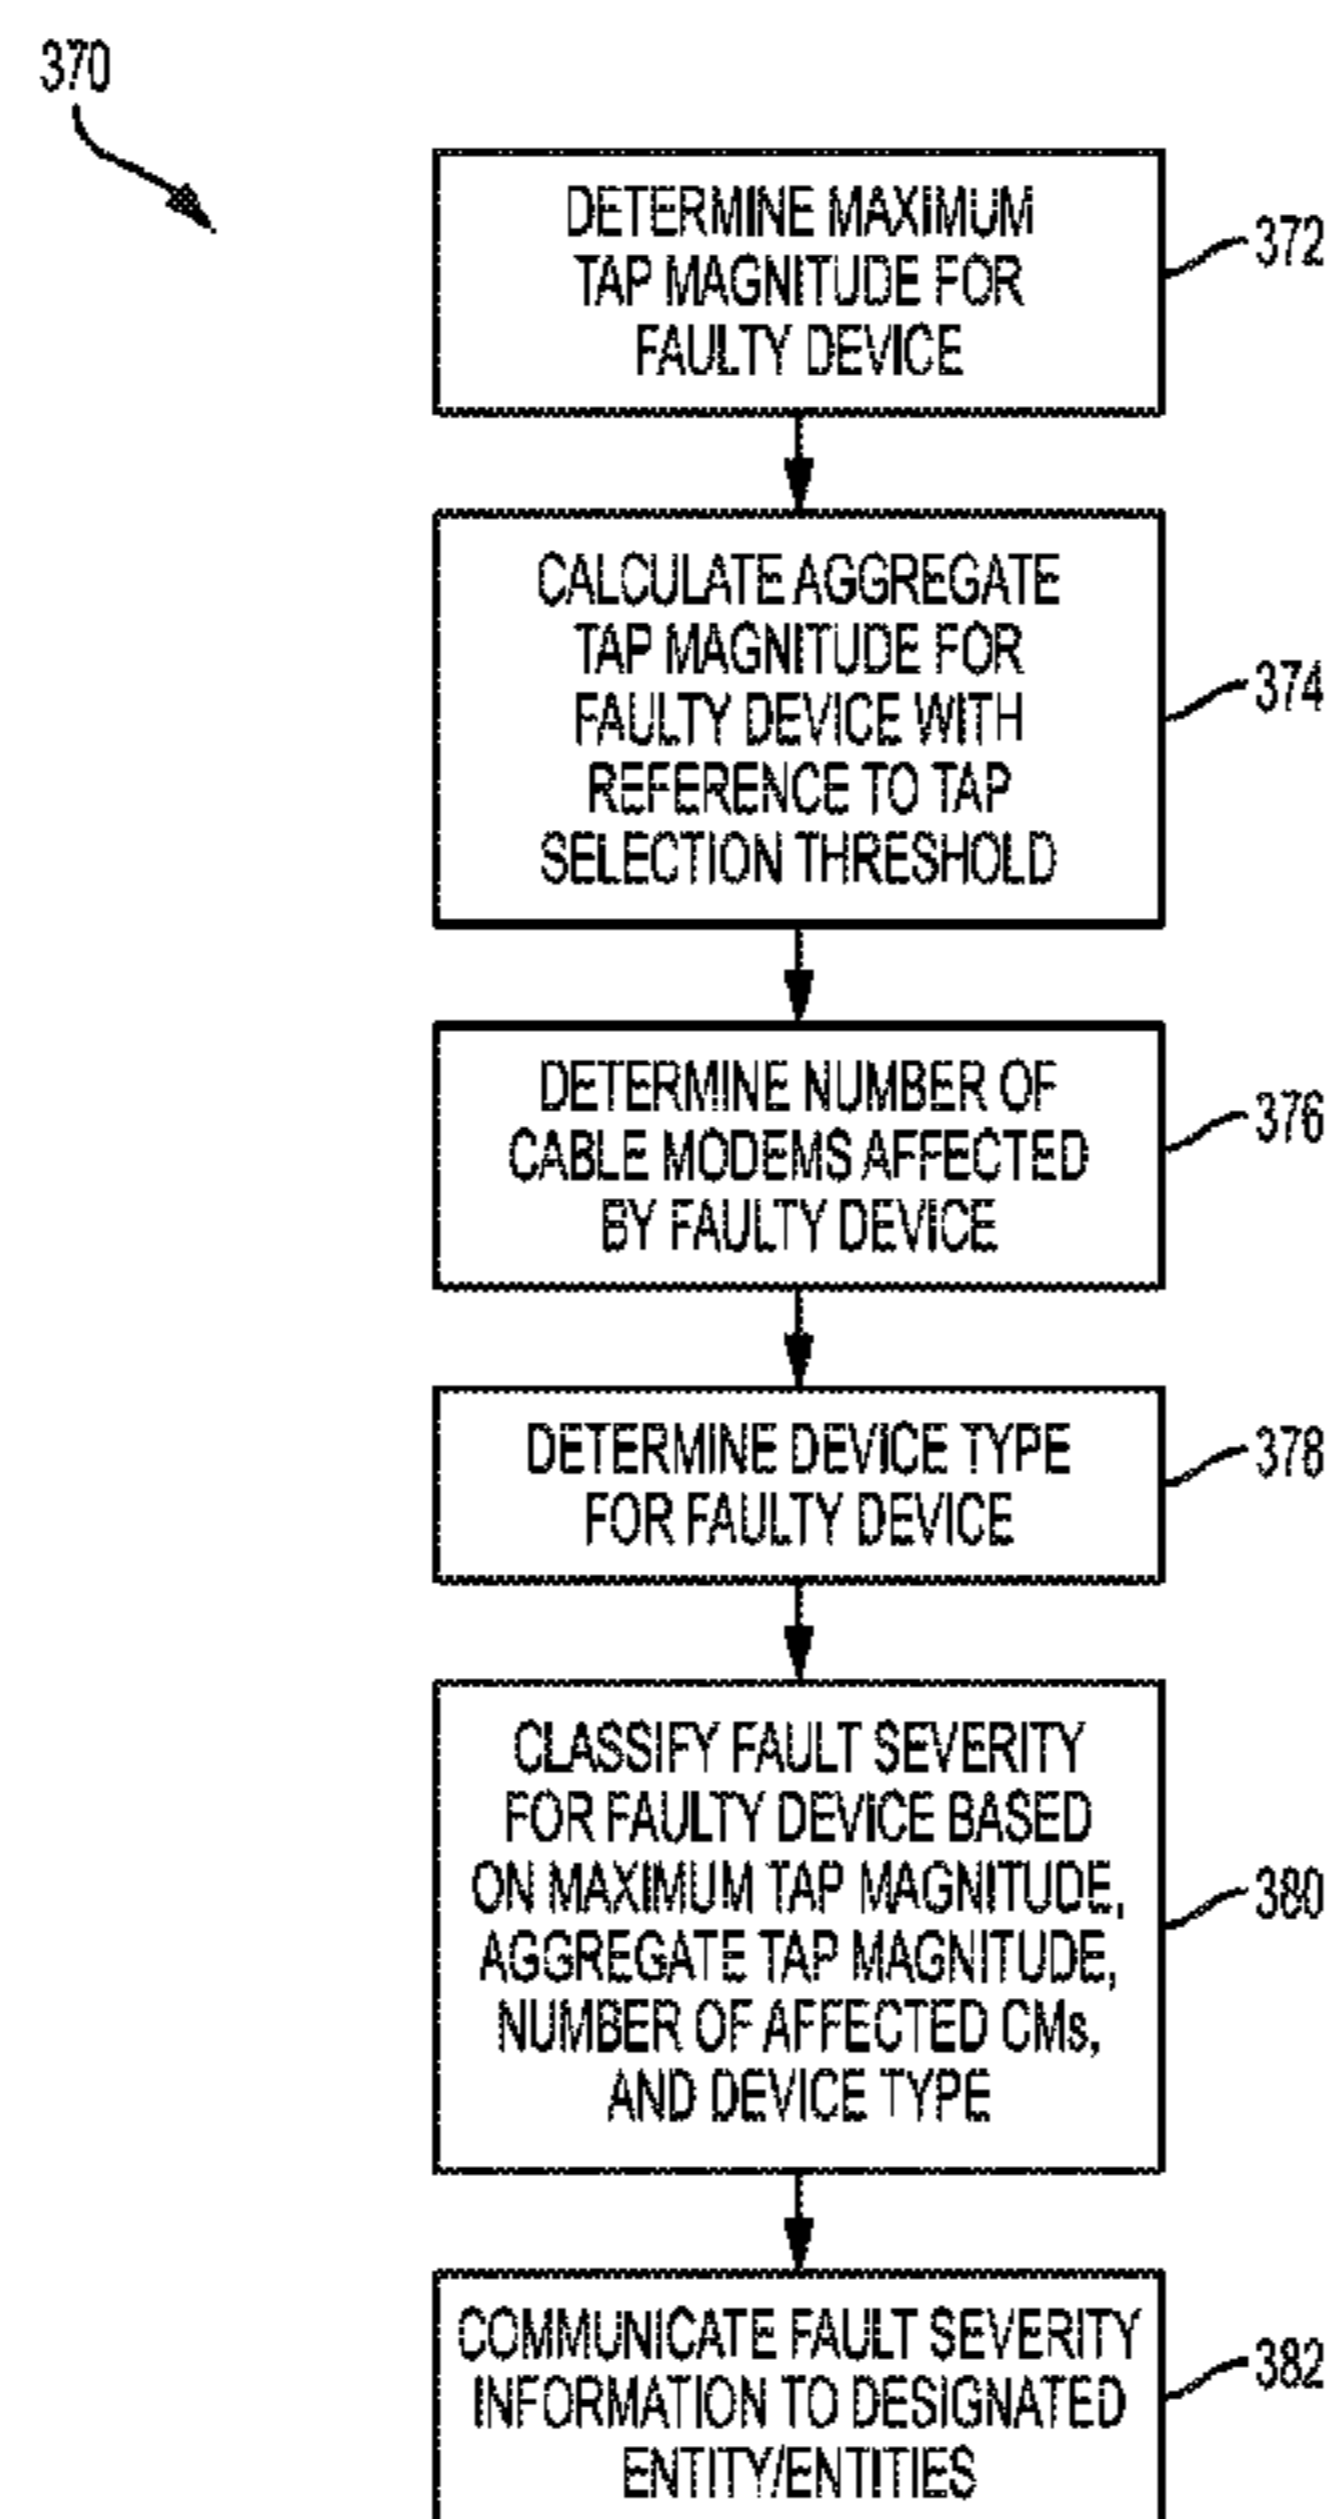 370
DETERMINE MAXIMUM
TAP MAGNITUDE FOR
FAULTY DEVICE
372
CALCULATE AGGREGATE
TAP MAGNITUDE FOR
FAULTY DEVICE WITH
REFERENCE TO TAP
SELECTION THRESHOLD
374
DETERMINE NUMBER OF
CABLE MODEMS AFFECTED
BY FAULTY DEVICE
376
DETERMINE DEVICE TYPE
FOR FAULTY DEVICE
378
CLASSIFY FAULT SEVERITY
FOR FAULTY DEVICE BASED
ON MAXIMUM TAP MAGNITUDE,
AGGREGATE TAP MAGNITUDE,
NUMBER OF AFFECTED CMs,
AND DEVICE TYPE
380
COMMUNICATE FAULT SEVERITY
INFORMATION TO DESIGNATED
ENTITY/ENTITIES
382